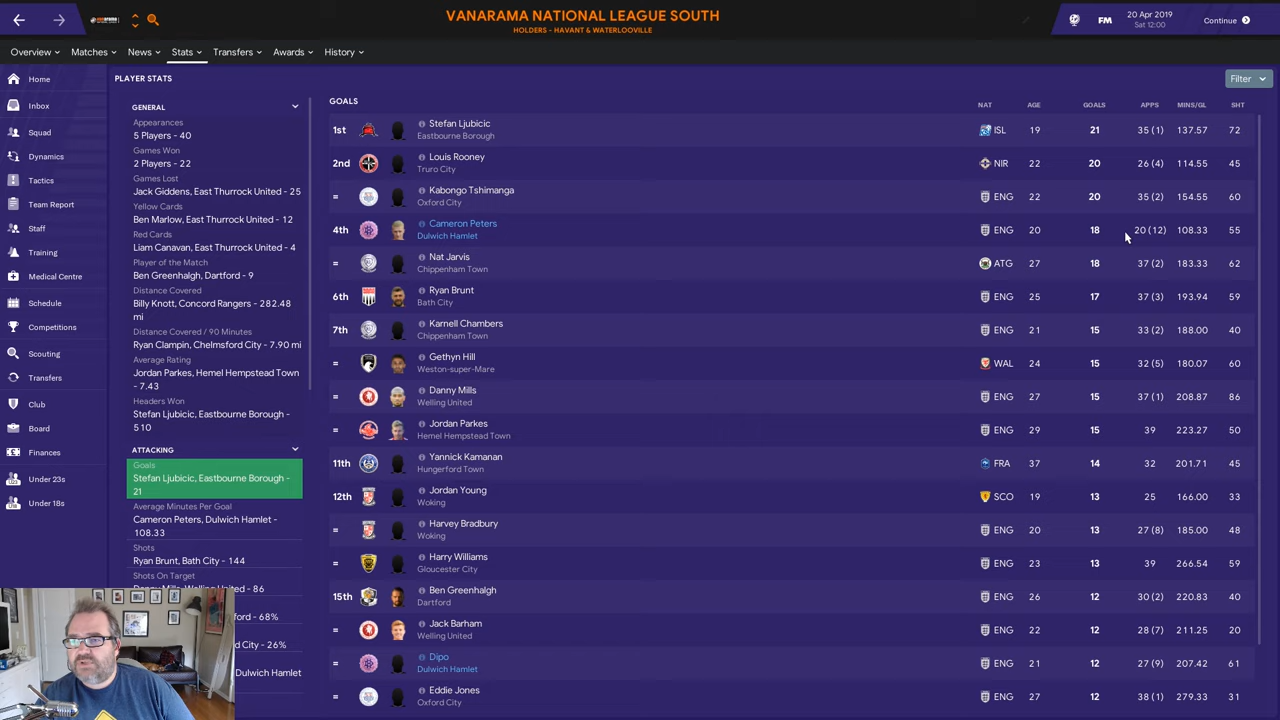 VANARAMA NATIONAL LEAGUE SOUTH
HOLDERS - HAVANT & WATERLOOVILLE
FM
20 Apr 2019
Sat 12:00
Continue
Overview
Matches
News
Stats
Transfers
Awards
History
Home
Inbox
Squad
Dynamics
Tactics
Team Report
Staff
Training
Medical Centre
Schedule
Competitions
Scouting
Transfers
Club
Board
Finances
Under 23s
Under 18s
PLAYER STATS
Filter
GENERAL
Appearances
5 Players - 40
Games Won
2 Players - 22
Games Lost
Jack Giddens, East Thurrock United - 25
Yellow Cards
Ben Marlow, East Thurrock United - 12
Red Cards
Liam Canavan, East Thurrock United - 4
Player of the Match
Ben Greenhalgh, Dartford - 9
Distance Covered
Billy Knott, Concord Rangers - 282.48
mi
Distance Covered / 90 Minutes
Ryan Clampin, Chelmsford City - 7.90 mi
Average Rating
Jordan Parkes, Hemel Hempstead Town
- 7.43
Headers Won
Stefan Ljubicic, Eastbourne Borough -
510
ATTACKING
Goals
Stefan Ljubicic, Eastbourne Borough -
21
Average Minutes Per Goal
Cameron Peters, Dulwich Hamlet -
108.33
Shots
Ryan Brunt, Bath City - 144
Shots On Target
Danny Mills, Welling United - 86
ord - 68%
rd City - 26%
Dulwich Hamlet
GOALS NAT AGE GOALS APPS MINS/GL SHT
1st Stefan Ljubicic ISL 19 21 35 (1) 137.57 72
Eastbourne Borough
2nd Louis Rooney NIR 22 20 26 (4) 114.55 45
Truro City
= Kabongo Tshimanga ENG 22 20 35 (2) 154.55 60
Oxford City
4th Cameron Peters ENG 20 18 20 (12) 108.33 55
Dulwich Hamlet
= Nat Jarvis ATG 27 18 37 (2) 183.33 62
Chippenham Town
6th Ryan Brunt ENG 25 17 37 (3) 193.94 59
Bath City
7th Karnell Chambers ENG 21 15 33 (2) 188.00 40
Chippenham Town
= Gethyn Hill WAL 24 15 32 (5) 180.07 60
Weston-super-Mare
= Danny Mills ENG 27 15 37 (1) 208.87 86
Welling United
= Jordan Parkes ENG 29 15 39 223.27 50
Hemel Hempstead Town
11th Yannick Kamanan FRA 37 14 32 201.71 45
Hungerford Town
12th Jordan Young SCO 19 13 25 166.00 33
Woking
= Harvey Bradbury ENG 20 13 27 (8) 185.00 48
Woking
= Harry Williams ENG 23 13 39 266.54 59
Gloucester City
15th Ben Greenhalgh ENG 26 12 30 (2) 220.83 40
Dartford
= Jack Barham ENG 22 12 28 (7) 211.25 20
Welling United
= Dipo ENG 21 12 27 (9) 207.42 61
Dulwich Hamlet
= Eddie Jones ENG 27 12 38 (1) 279.33 31
Oxford City